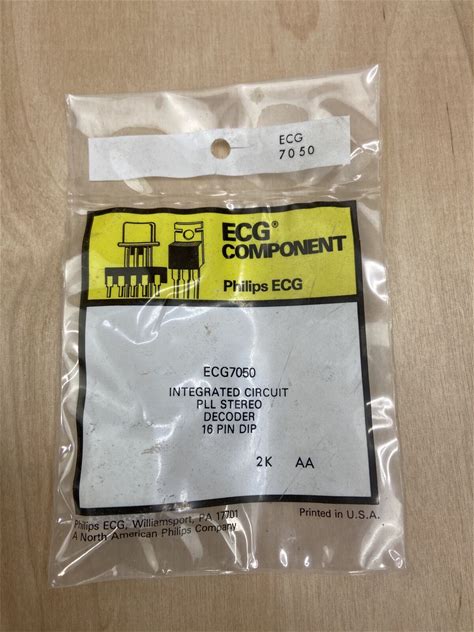 ECG
7050
ECG®
COMPONENT
Philips ECG
ECG7050
INTEGRATED CIRCUIT
PLL STEREO
DECODER
16 PIN DIP
2K AA
Philips ECG, Williamsport, PA 17701
A North American Philips Company
Printed in U.S.A.